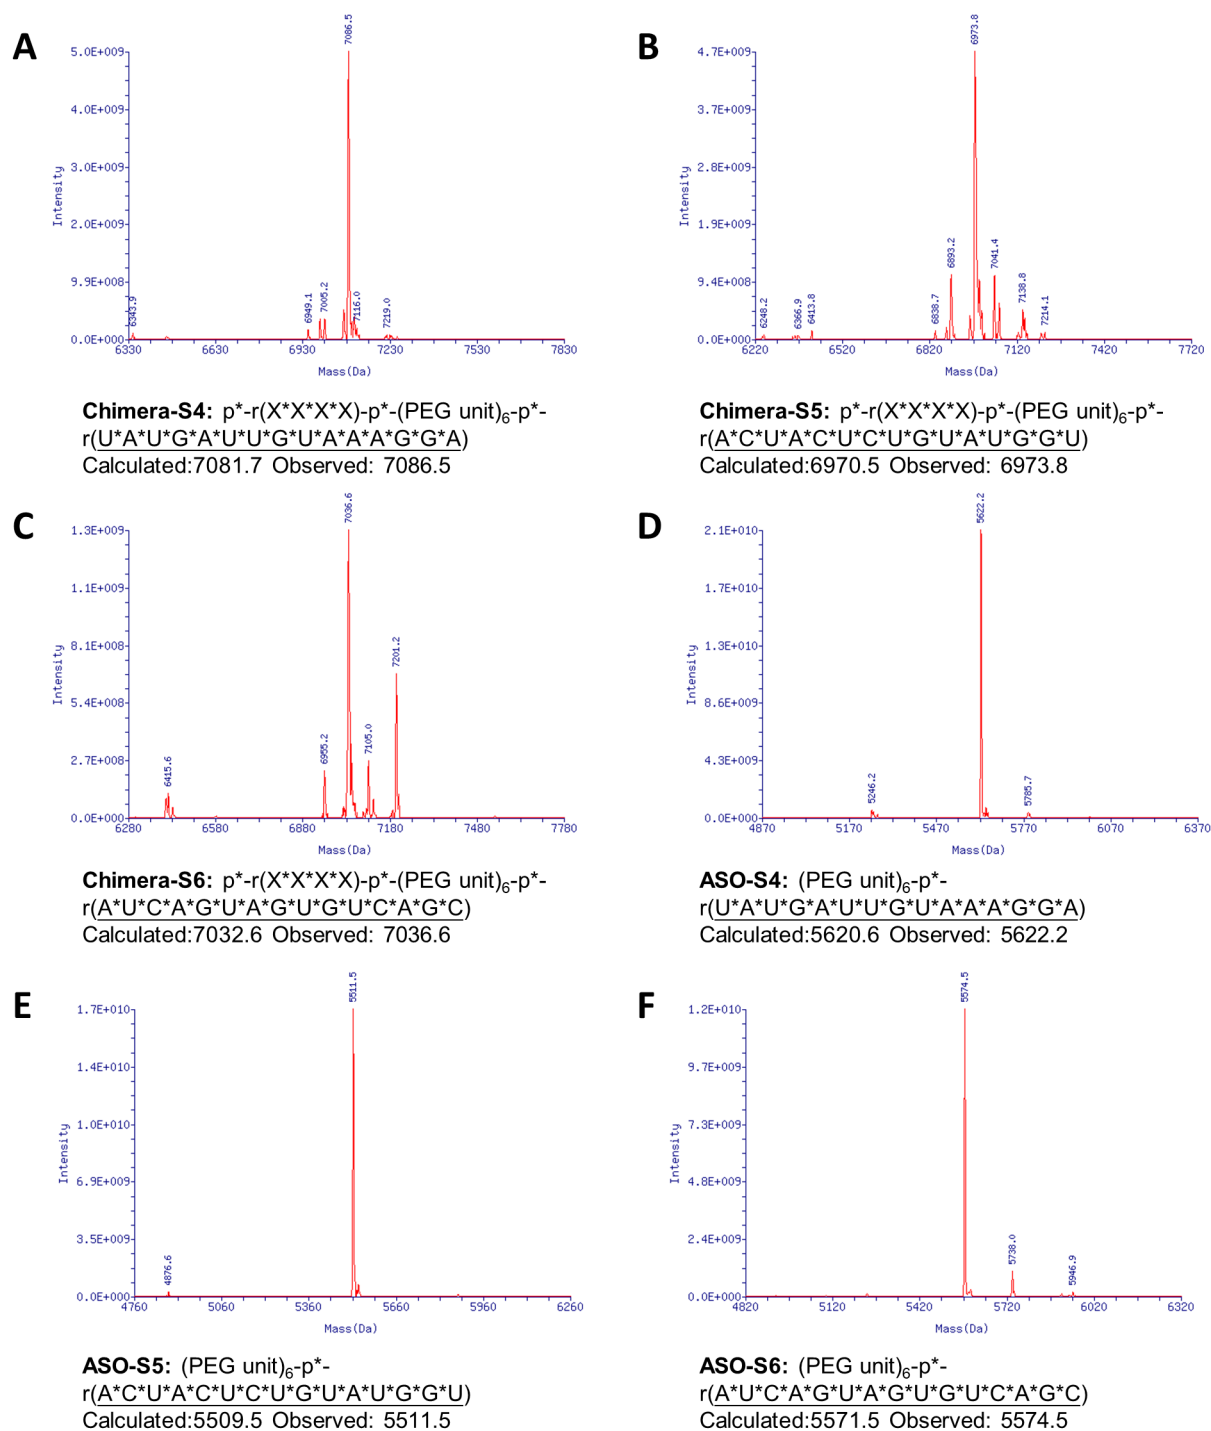 A
7086.5
5.0E+009
4.0E+009
3.0E+009
2.0E+009
9.9E+008
0.0E+000
Intensity
6343.9
6949.1
7005.2
7116.0
7219.0
6330 6630 6930 7230 7530 7830
Mass(Da)
Chimera-S4: p*-r(X*X*X*X)-p*-(PEG unit)6-p*-
r(U*A*U*G*A*U*U*G*U*A*A*A*G*G*A)
Calculated:7081.7 Observed: 7086.5
B
6973.8
4.7E+009
3.7E+009
2.8E+009
1.9E+009
9.4E+008
0.0E+000
Intensity
6248.2
6366.9
6413.8
6838.7
6893.2
7041.4
7138.8
7214.1
6220 6520 6820 7120 7420 7720
Mass(Da)
Chimera-S5: p*-r(X*X*X*X)-p*-(PEG unit)6-p*-
r(A*C*U*A*C*U*C*U*G*U*A*U*G*G*U)
Calculated:6970.5 Observed: 6973.8
C
7036.6
1.3E+009
1.1E+009
8.1E+008
5.4E+008
2.7E+008
0.0E+000
Intensity
6415.6
6955.2
7105.0
7201.2
6280 6580 6880 7180 7480 7780
Mass(Da)
Chimera-S6: p*-r(X*X*X*X)-p*-(PEG unit)6-p*-
r(A*U*C*A*G*U*A*G*U*G*U*C*A*G*C)
Calculated:7032.6 Observed: 7036.6
D
5622.2
2.1E+010
1.7E+010
1.3E+010
8.6E+009
4.3E+009
0.0E+000
Intensity
5246.2
5785.7
4870 5170 5470 5770 6070 6370
Mass(Da)
ASO-S4: (PEG unit)6-p*-
r(U*A*U*G*A*U*U*G*U*A*A*A*G*G*A)
Calculated:5620.6 Observed: 5622.2
E
5511.5
1.7E+010
1.4E+010
1.0E+010
6.9E+009
3.5E+009
0.0E+000
Intensity
4876.6
4760 5060 5360 5660 5960 6260
Mass(Da)
ASO-S5: (PEG unit)6-p*-
r(A*C*U*A*C*U*C*U*G*U*A*U*G*G*U)
Calculated:5509.5 Observed: 5511.5
F
5574.5
1.2E+010
9.7E+009
7.3E+009
4.8E+009
2.4E+009
0.0E+000
Intensity
5738.0
5946.9
4820 5120 5420 5720 6020 6320
Mass(Da)
ASO-S6: (PEG unit)6-p*-
r(A*U*C*A*G*U*A*G*U*G*U*C*A*G*C)
Calculated:5571.5 Observed: 5574.5